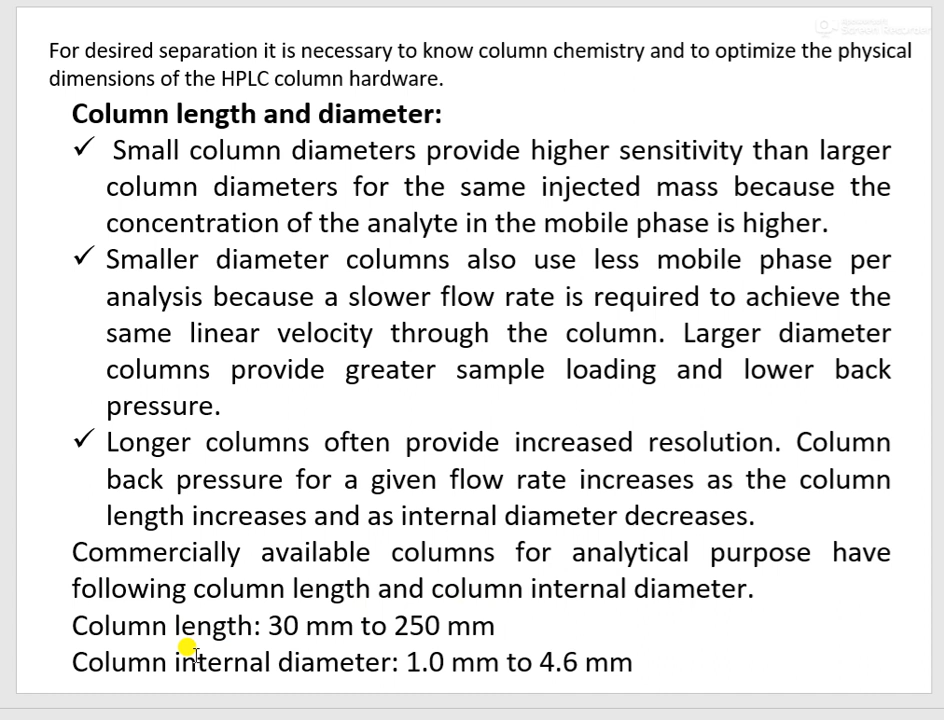 For desired separation it is necessary to know column chemistry and to optimize the physical
dimensions of the HPLC column hardware.
Column length and diameter:
✓ Small column diameters provide higher sensitivity than larger
column diameters for the same injected mass because the
concentration of the analyte in the mobile phase is higher.
✓ Smaller diameter columns also use less mobile phase per
analysis because a slower flow rate is required to achieve the
same linear velocity through the column. Larger diameter
columns provide greater sample loading and lower back
pressure.
✓ Longer columns often provide increased resolution. Column
back pressure for a given flow rate increases as the column
length increases and as internal diameter decreases.
Commercially available columns for analytical purpose have
following column length and column internal diameter.
Column length: 30 mm to 250 mm
Column internal diameter: 1.0 mm to 4.6 mm